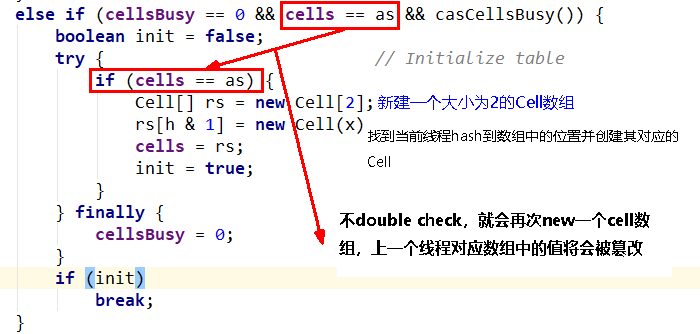 else if (cellsBusy == 0 && cells == as && casCellsBusy()) {
boolean init = false;
try { // Initialize table
if (cells == as) {
Cell[] rs = new Cell[2]; 新建一个大小为2的Cell数组
rs[h & 1] = new Cell(x) 找到当前线程hash到数组中的位置并创建其对应的
cells = rs; Cell
init = true;
}
} finally { 不double check，就会再次new一个cell数
cellsBusy = 0; 组，上一个线程对应数组中的值将会被篡改
}
if (init)
break;
}